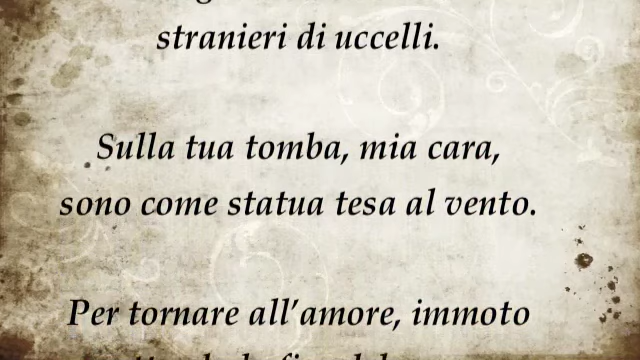 stranieri di uccelli.
Sulla tua tomba, mia cara,
sono come statua tesa al vento.
Per tornare all’amore, immoto